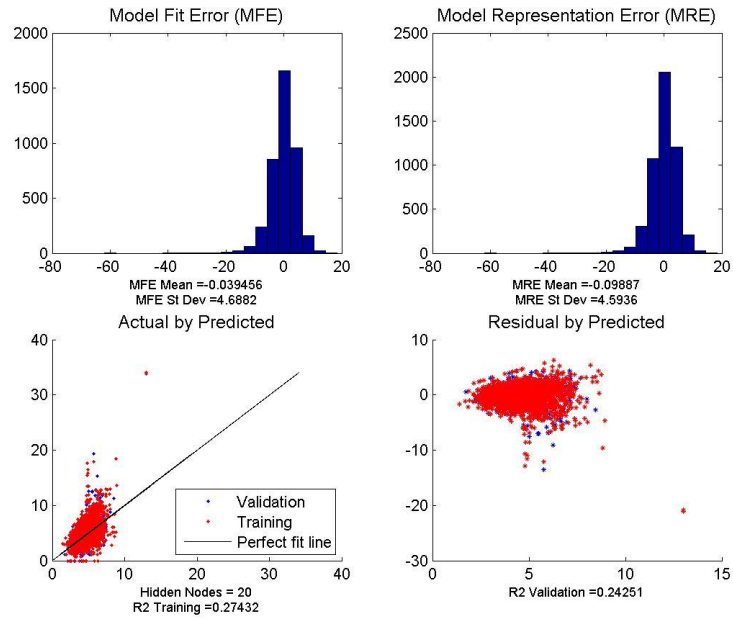 Model Fit Error (MFE)
2000
1500
1000
500
0
-80 -60 -40 -20 0 20
MFE Mean =-0.039456
MFE St Dev =4.6882
Model Representation Error (MRE)
2500
2000
1500
1000
500
0
-80 -60 -40 -20 0 20
MRE Mean =-0.09887
MRE St Dev =4.5936
Actual by Predicted
40
30
20
10
0
0 10 20 30 40
Validation
Training
Perfect fit line
Hidden Nodes = 20
R2 Training =0.27432
Residual by Predicted
10
0
-10
-20
-30
0 5 10 15
R2 Validation =0.24251